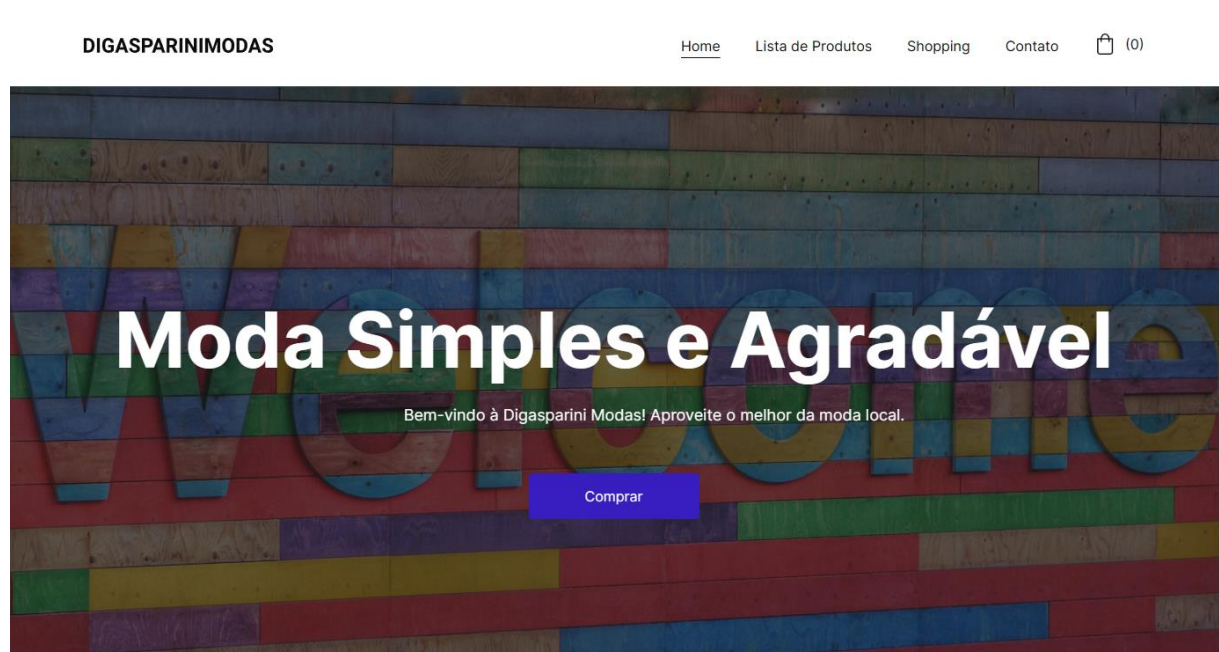 DIGASPARINIMODAS
Home Lista de Produtos Shopping Contato (0)
Welcome
Moda Simples e Agradável
Bem-vindo à Digasparini Modas! Aproveite o melhor da moda local.
Comprar